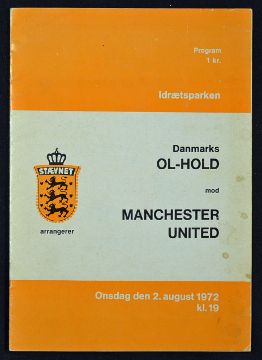 Program
1 kr.
Idrætsparken
Danmarks
OL-HOLD
mod
MANCHESTER
UNITED
STÆVNET
arrangerer
Onsdag den 2. august 1972
kl. 19